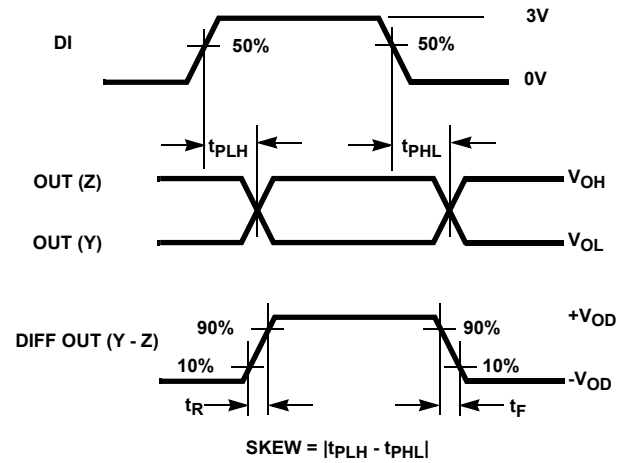 3V
DI
50%
50%
0V
tPLH
tPHL
OUT (Z)
VOH
OUT (Y)
VOL
+VOD
90%
90%
DIFF OUT (Y - Z)
10%
10%
-VOD
tR
tF
SKEW = |tPLH - tPHL|